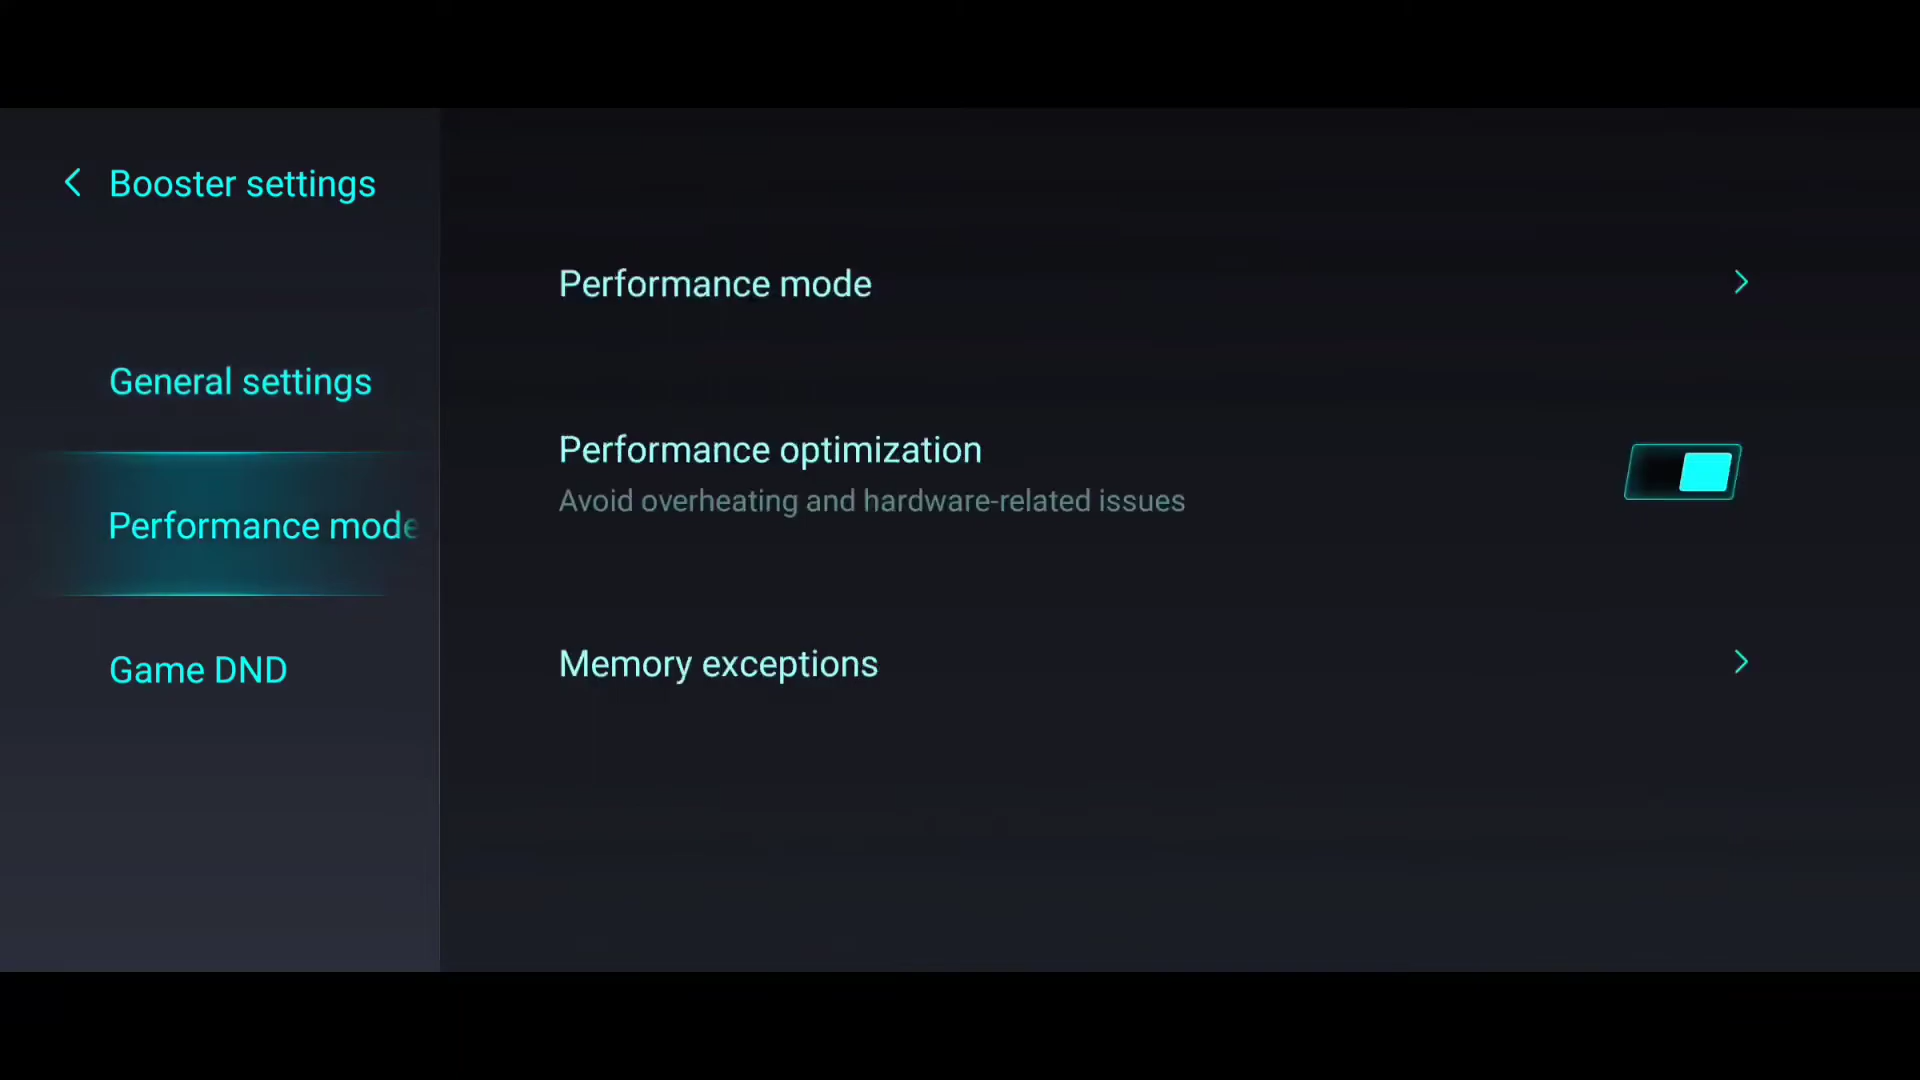 Booster settings
General settings
Performance mode
Game DND
Performance mode
Performance optimization
Avoid overheating and hardware-related issues
Memory exceptions